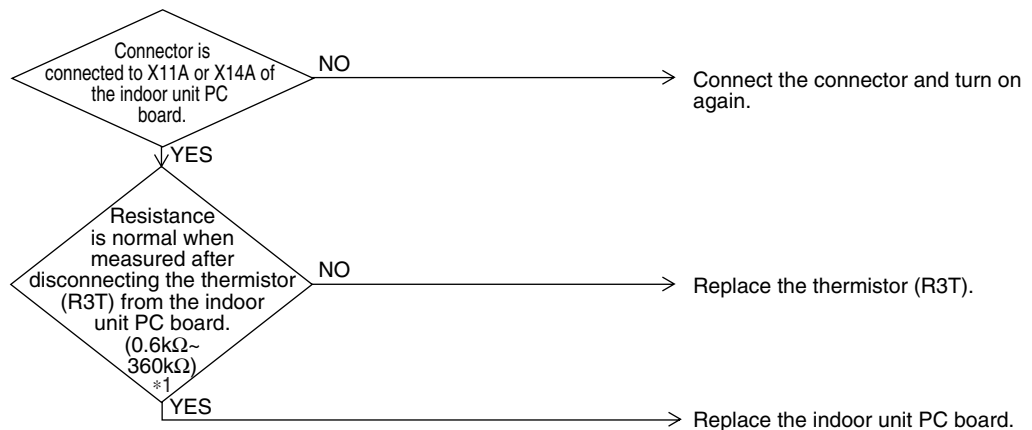 Connector is
connected to X11A or X14A of
the indoor unit PC
board.
NO
Connect the connector and turn on
again.
YES
Resistance
is normal when
measured after
disconnecting the thermistor
(R3T) from the indoor
unit PC board.
(0.6kΩ~
360kΩ)
*1
NO
Replace the thermistor (R3T).
YES
Replace the indoor unit PC board.